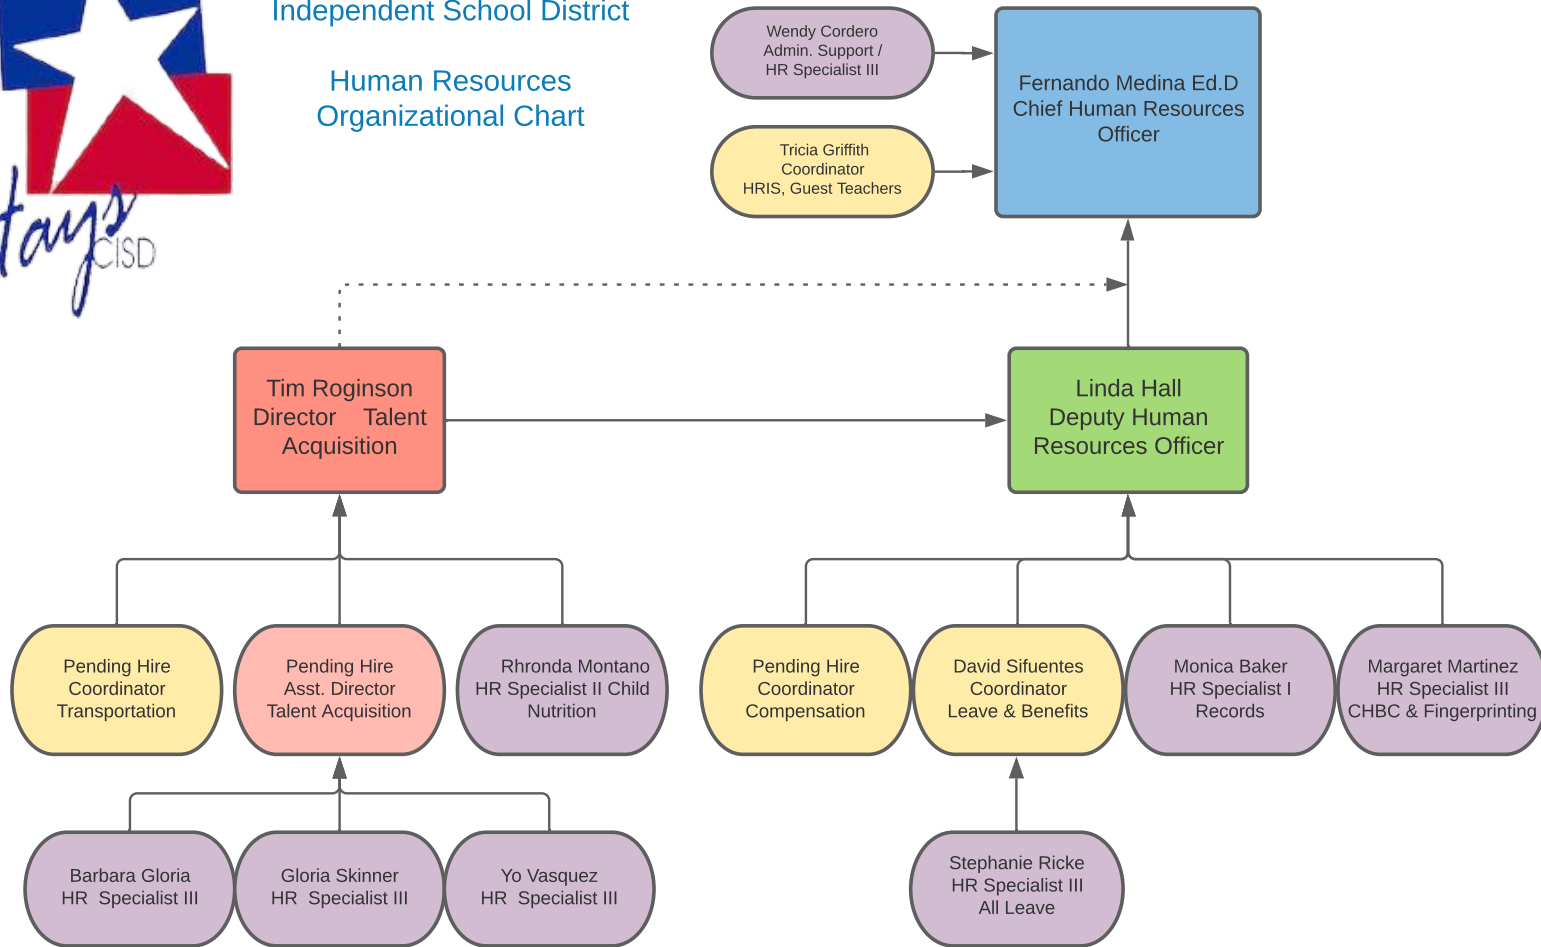 Independent School District
Human Resources
Organizational Chart
tays
CISD
Wendy Cordero
Admin. Support /
HR Specialist III
Tricia Griffith
Coordinator
HRIS, Guest Teachers
Fernando Medina Ed.D
Chief Human Resources
Officer
Tim Roginson
Director    Talent
Acquisition
Linda Hall
Deputy Human
Resources Officer
Pending Hire
Coordinator
Transportation
Pending Hire
Asst. Director
Talent Acquisition
Rhronda Montano
HR Specialist II Child
Nutrition
Pending Hire
Coordinator
Compensation
David Sifuentes
Coordinator
Leave & Benefits
Monica Baker
HR Specialist I
Records
Margaret Martinez
HR Specialist III
CHBC & Fingerprinting
Barbara Gloria
HR  Specialist III
Gloria Skinner
HR  Specialist III
Yo Vasquez
HR  Specialist III
Stephanie Ricke
HR Specialist III
All Leave